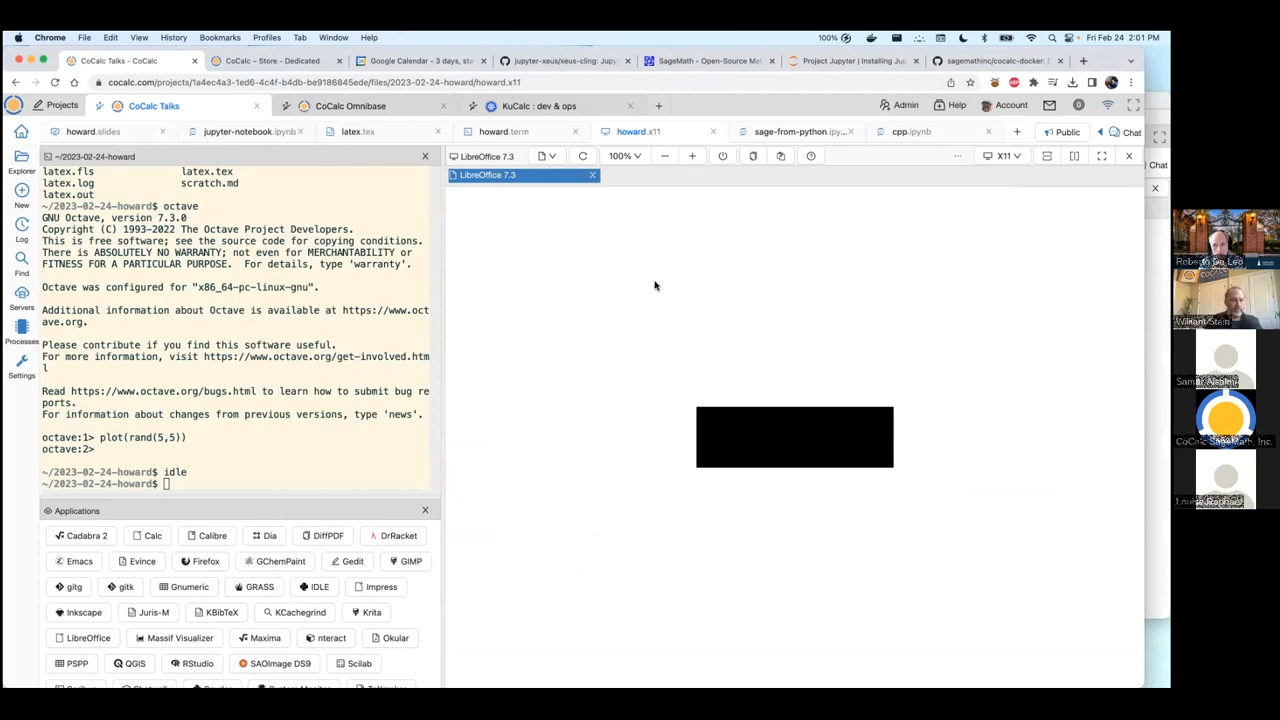 Chrome File Edit View History Bookmarks Profiles Tab Window Help 100% Fri Feb 24 2:01 PM
CoCalc Talks - CoCalc CoCalc – Store - Dedicated Google Calendar - 3 days, sta jupyter-xeus/xeus-cling: Jup SageMath - Open-Source Mat Project Jupyter | Installing Ju sagemathinc/cocalc-docker: D
cocalc.com/projects/1a4ec4a3-1ed6-4c4f-b4db-be9186845ede/files/2023-02-24-howard/howard.x11
Projects CoCalc Talks CoCalc Omnibase KuCalc : dev & ops Admin Help Account 0
howard.slides jupyter-notebook.ipynb latex.tex howard.term howard.x11 sage-from-python.ipy... cpp.ipynb Public Chat
Chat
Explorer
New
Log
Find
Servers
Processes
Settings
~/2023-02-24-howard
LibreOffice 7.3 100% X11
LibreOffice 7.3
latex.fls latex.tex
latex.log scratch.md
latex.out
~/2023-02-24-howard$ octave
GNU Octave, version 7.3.0
Copyright (C) 1993-2022 The Octave Project Developers.
This is free software; see the source code for copying conditions.
There is ABSOLUTELY NO WARRANTY; not even for MERCHANTABILITY or
FITNESS FOR A PARTICULAR PURPOSE. For details, type 'warranty'.
Octave was configured for "x86_64-pc-linux-gnu".
Additional information about Octave is available at https://www.oct
ave.org.
Please contribute if you find this software useful.
For more information, visit https://www.octave.org/get-involved.htm
l
Read https://www.octave.org/bugs.html to learn how to submit bug re
ports.
For information about changes from previous versions, type 'news'.
octave:1> plot(rand(5,5))
octave:2>
~/2023-02-24-howard$ idle
~/2023-02-24-howard$
Applications
Cadabra 2 Calc Calibre Dia DiffPDF DrRacket
Emacs Evince Firefox GChemPaint Gedit GIMP
gitg gitk Gnumeric GRASS IDLE Impress
Inkscape Juris-M KBibTeX KCachegrind Krita
LibreOffice Massif Visualizer Maxima nteract Okular
PSPP QGIS RStudio SAOImage DS9 Scilab
Roberto De Leo
William Stein
CoCalc SageMath, Inc.
Louise Raphael